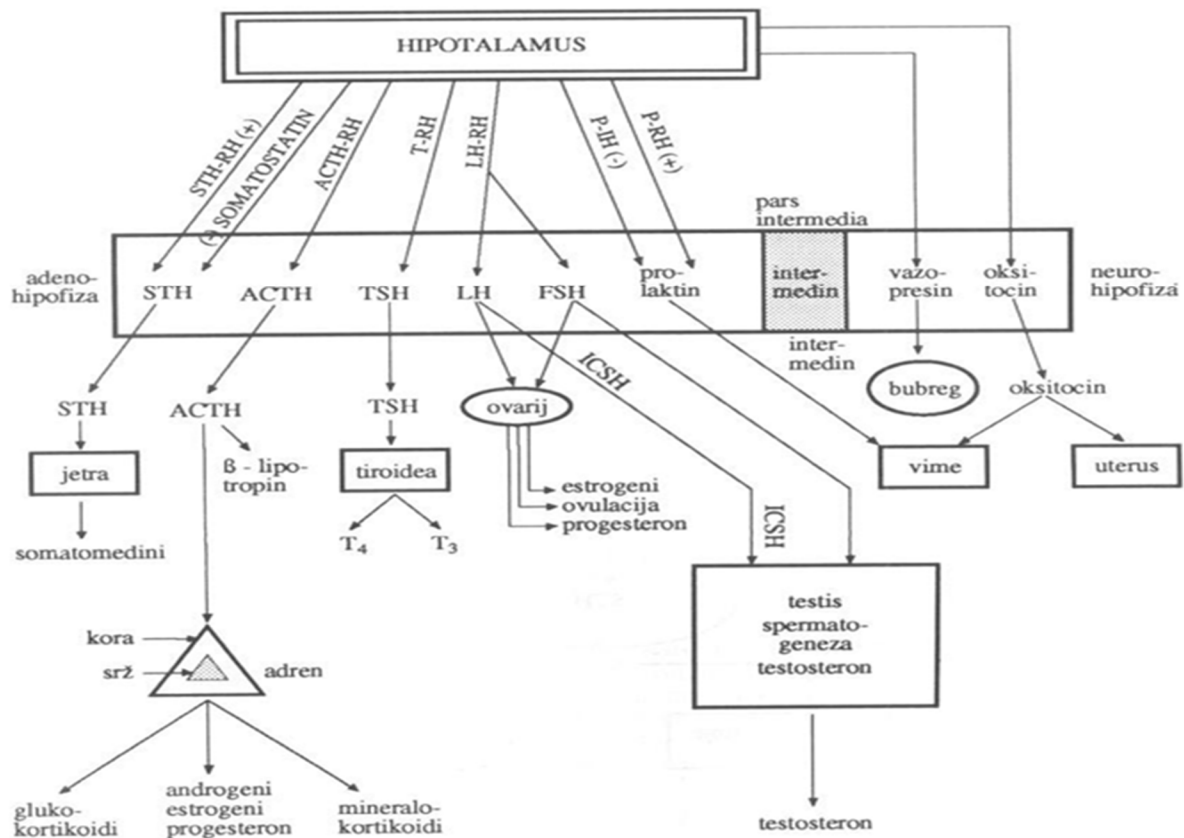 HIPOTALAMUS
STH-RH (+)
(-) SOMATOSTATIN
ACTH-RH
T-RH
LH-RH
P-IH (-)
P-RH (+)
pars
intermedia
adeno-
hipofiza
STH
ACTH
TSH
LH
FSH
pro-
laktin
inter-
medin
vazo-
presin
oksi-
tocin
neuro-
hipofiza
inter-
medin
STH
ACTH
TSH
ovarij
ICSH
bubreg
oksitocin
jetra
ß - lipo-
tropin
tiroidea
vime
uterus
estrogeni
ovulacija
progesteron
somatomedini
T4
T3
ICSH
testis
spermato-
geneza
testosteron
kora
srž
adren
gluko-
kortikoidi
androgeni
estrogeni
progesteron
mineralo-
kortikoidi
testosteron